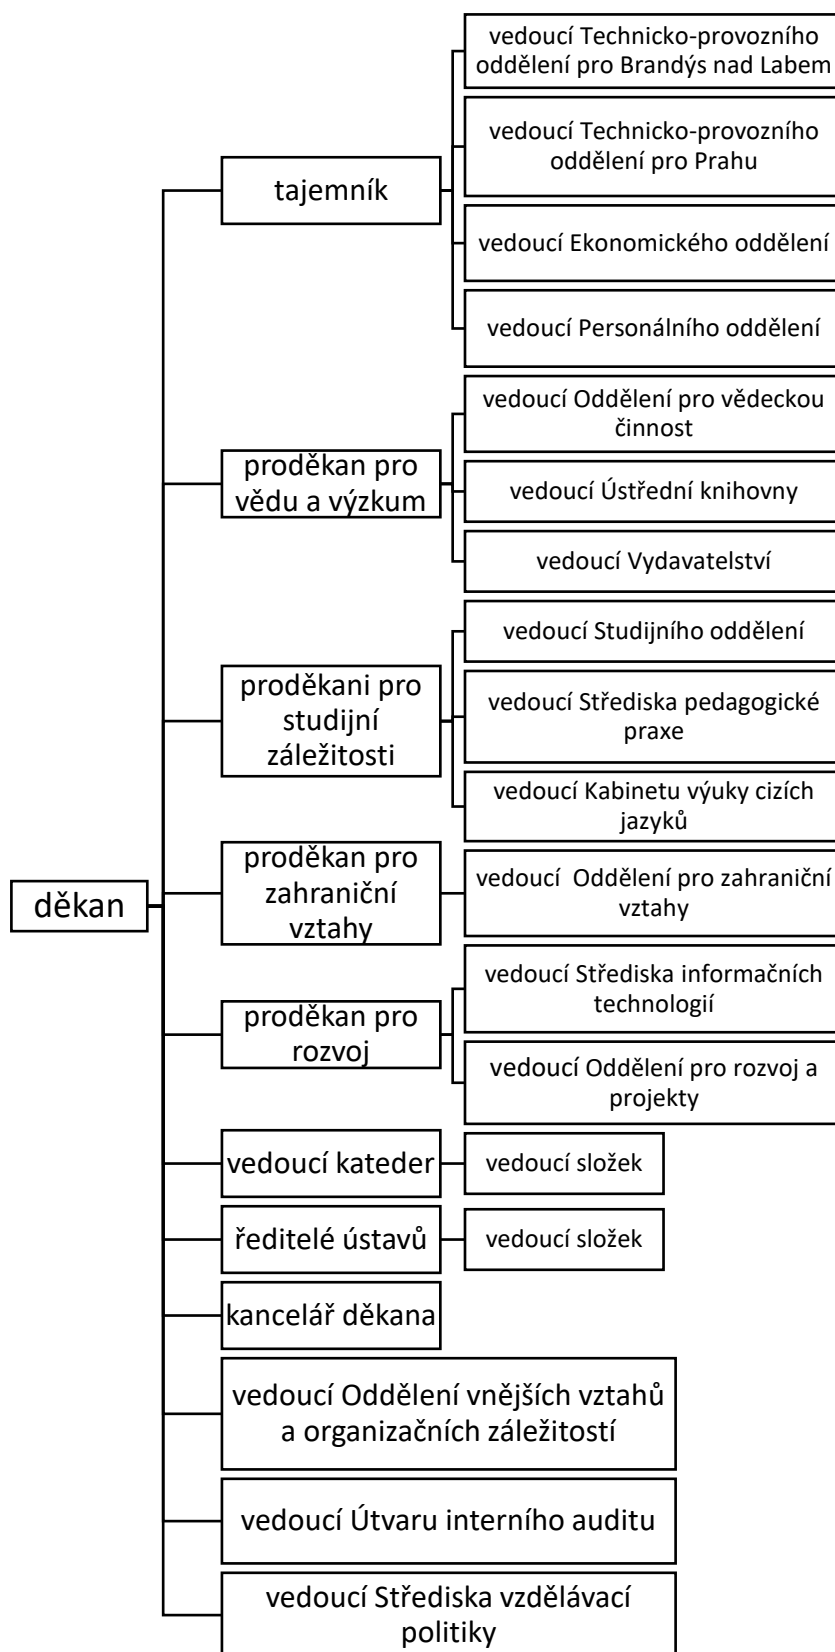 děkan
tajemník
vedoucí Technicko-provozního
oddělení pro Brandýs nad Labem
vedoucí Technicko-provozního
oddělení pro Prahu
vedoucí Ekonomického oddělení
vedoucí Personálního oddělení
proděkan pro
vědu a výzkum
vedoucí Oddělení pro vědeckou
činnost
vedoucí Ústřední knihovny
vedoucí Vydavatelství
proděkani pro
studijní
záležitosti
vedoucí Studijního oddělení
vedoucí Střediska pedagogické
praxe
vedoucí Kabinetu výuky cizích
jazyků
proděkan pro
zahraniční
vztahy
vedoucí  Oddělení pro zahraniční
vztahy
proděkan pro
rozvoj
vedoucí Střediska informačních
technologií
vedoucí Oddělení pro rozvoj a
projekty
vedoucí kateder
vedoucí složek
ředitelé ústavů
vedoucí složek
kancelář děkana
vedoucí Oddělení vnějších vztahů
a organizačních záležitostí
vedoucí Útvaru interního auditu
vedoucí Střediska vzdělávací
politiky